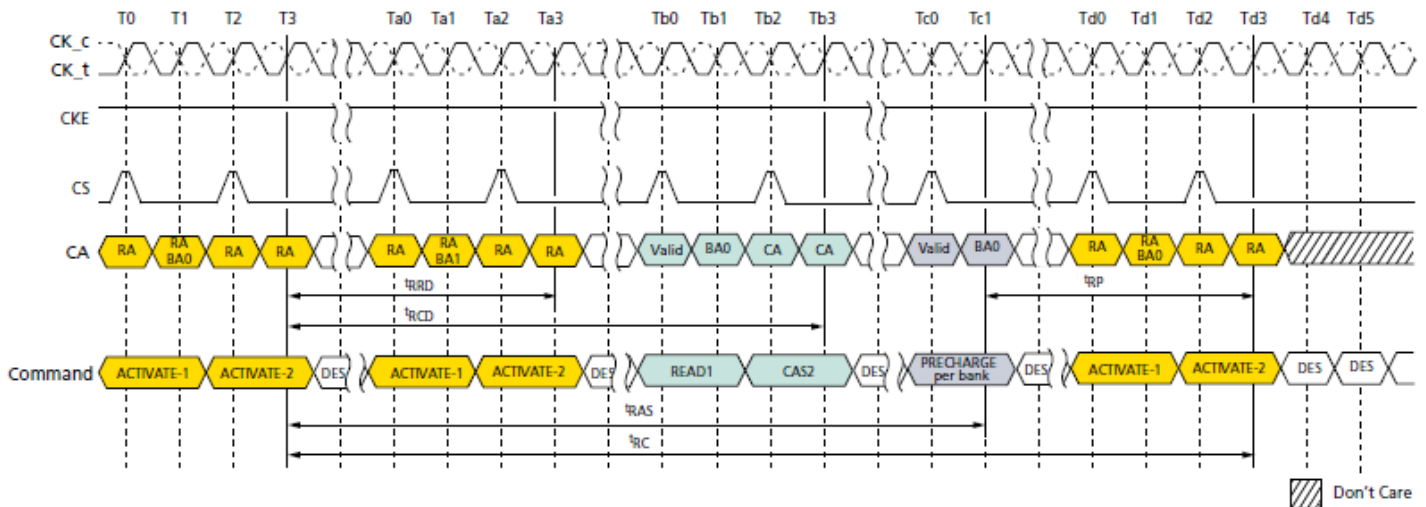 T0 T1 T2 T3 Ta0 Ta1 Ta2 Ta3 Tb0 Tb1 Tb2 Tb3 Tc0 Tc1 Td0 Td1 Td2 Td3 Td4 Td5
CK_c
CK_t
CKE
CS
CA RA RA BA0 RA RA RA RA BA1 RA RA Valid BA0 CA CA Valid BA0 RA RA BA0 RA RA
tRRD tRP
tRCD
Command ACTIVATE-1 ACTIVATE-2 DES ACTIVATE-1 ACTIVATE-2 DES READ1 CAS2 DES PRECHARGE per bank DES ACTIVATE-1 ACTIVATE-2 DES DES
tRAS
tRC
Don't Care